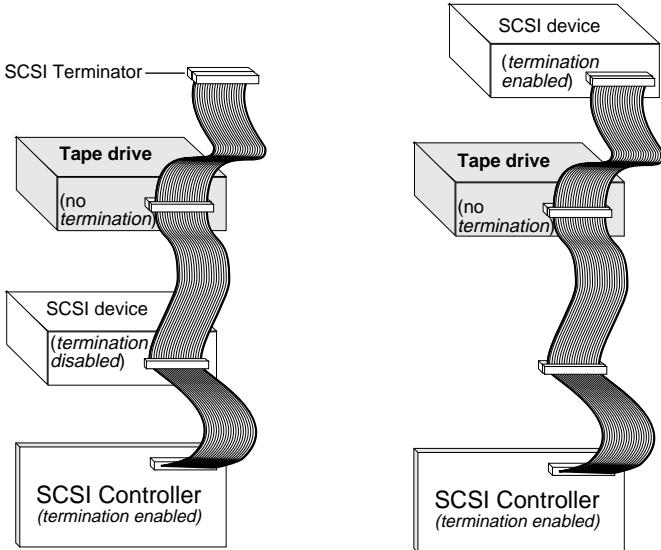 SCSI Terminator
Tape drive
(no
termination)
SCSI device
(termination
disabled)
SCSI Controller
(termination enabled)
SCSI device
(termination
enabled)
Tape drive
(no
termination)
SCSI Controller
(termination enabled)